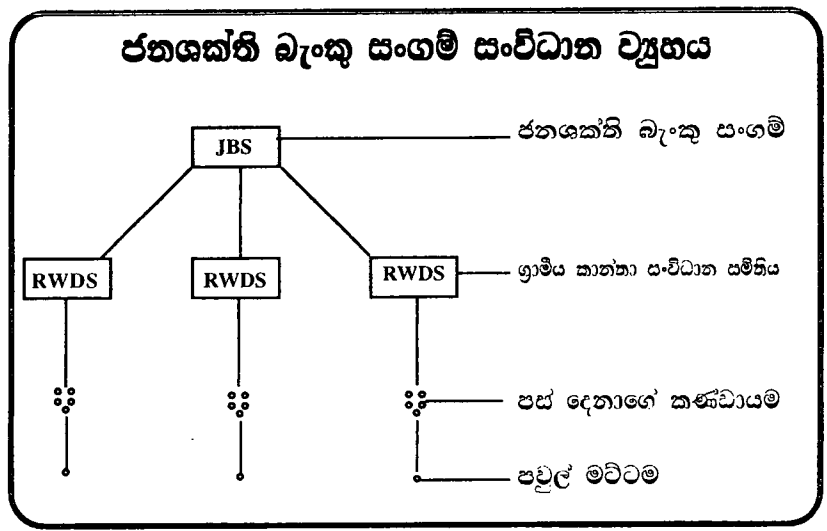 ජනශක්ති බැංකු සංගම් සංවිධාන ව්‍යුහය
JBS
ජනශක්ති බැංකු සංගම්
RWDS
RWDS
RWDS
ග්‍රාමීය කාන්තා සංවිධාන සමිතිය
පස් දෙනාගේ කණ්ඩායම
පවුල් මට්ටම